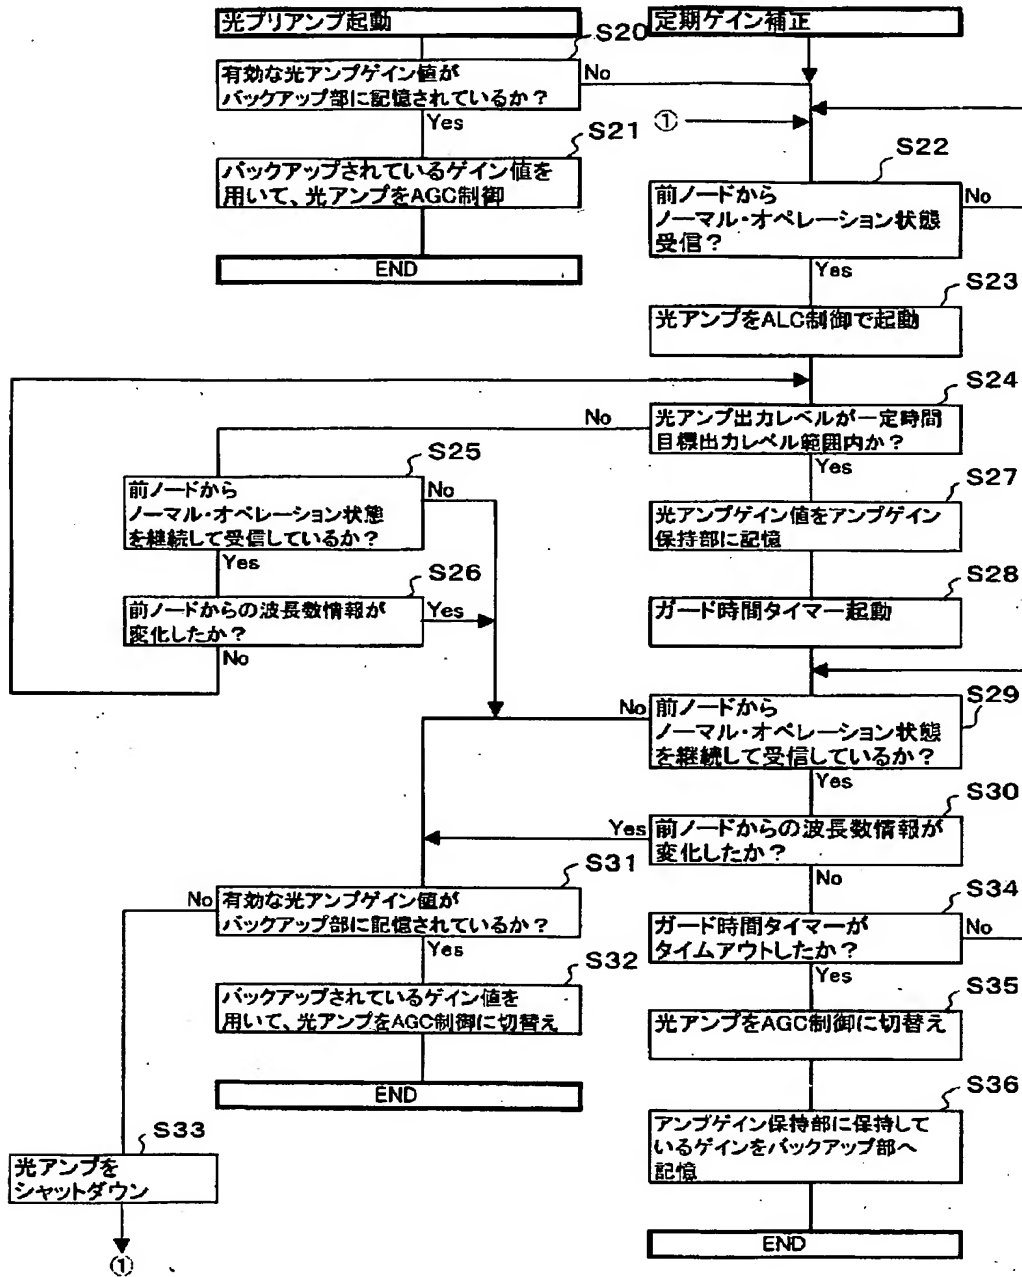 光プリアンプ起動
S20
有効な光アンプゲイン値が
バックアップ部に記憶されているか？
No
Yes
S21
バックアップされているゲイン値を
用いて、光アンプをAGC制御
END
定期ゲイン補正
①
S22
前ノードから
ノーマル・オペレーション状態
受信？
No
Yes
S23
光アンプをALC制御で起動
S24
光アンプ出力レベルが一定時間
目標出力レベル範囲内か？
No
Yes
S25
前ノードから
ノーマル・オペレーション状態
を継続して受信しているか？
No
Yes
S26
前ノードからの波長数情報が
変化したか？
Yes
No
S27
光アンプゲイン値をアンプゲイン
保持部に記憶
S28
ガード時間タイマー起動
S29
前ノードから
ノーマル・オペレーション状態
を継続して受信しているか？
No
Yes
S30
前ノードからの波長数情報が
変化したか？
Yes
No
S31
有効な光アンプゲイン値が
バックアップ部に記憶されているか？
No
Yes
S32
バックアップされているゲイン値を
用いて、光アンプをAGC制御に切替え
END
S33
光アンプを
シャットダウン
①
S34
ガード時間タイマーが
タイムアウトしたか？
No
Yes
S35
光アンプをAGC制御に切替え
S36
アンプゲイン保持部に保持して
いるゲインをバックアップ部へ
記憶
END